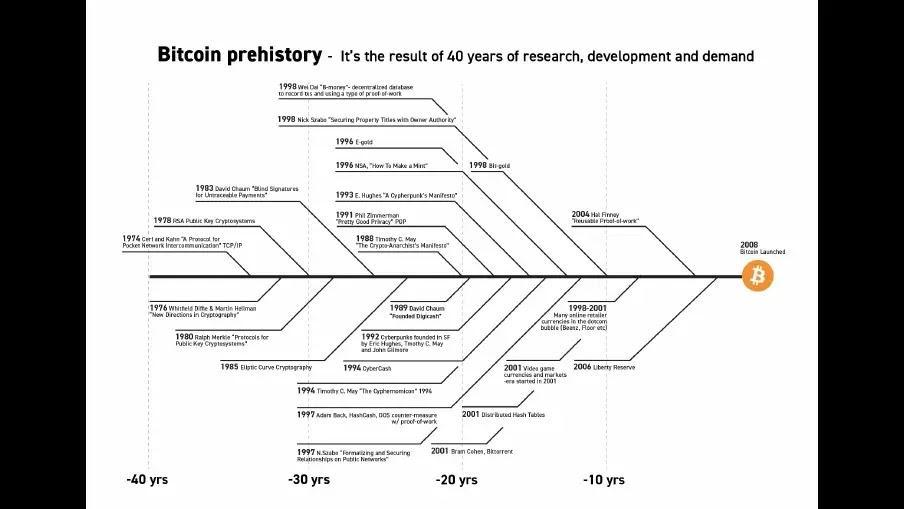 Bitcoin prehistory - It's the result of 40 years of research, development and demand
1998 Wei Dai "B-money"- decentralized database
to record txs and using a type of proof-of-work
1998 Nick Szabo "Securing Property Titles with Owner Authority"
1996 E-gold
1996 NSA, "How To Make a Mint"
1998 Bit-gold
1983 David Chaum "Blind Signatures
for Untraceable Payments"
1993 E. Hughes "A Cypherpunk's Manifesto"
1991 Phil Zimmerman
"Pretty Good Privacy" PGP
2004 Hal Finney
"Reusable Proof-of-work"
1978 RSA Public Key Cryptosystems
1974 Cerf and Kahn "A Protocol for
Packet Network Intercommunication" TCP/IP
1988 Timothy C. May
"The Crypto-Anarchist's Manifesto"
2008
Bitcoin Launched
1976 Whitfield Diffie & Martin Hellman
"New Directions in Cryptography"
1989 David Chaum
"Founded Digicash"
1998-2001
Many online retailer
currencies in the dotcom
bubble (Beenz, Floor etc)
1980 Ralph Merkle "Protocols for
Public Key Cryptosystems"
1992 Cyberpunks founded in SF
by Eric Hughes, Timothy C. May
and John Gilmore
1985 Elliptic Curve Cryptography
1994 CyberCash
2001 Video game
currencies and markets
-era started in 2001
2006 Liberty Reserve
1994 Timothy C. May "The Cyphernomicon" 1994
1997 Adam Back, HashCash, DOS counter-measure
w/ proof-of-work
2001 Distributed Hash Tables
1997 N.Szabo "Formalizing and Securing
Relationships on Public Networks"
2001 Bram Cohen, Bittorrent
-40 yrs
-30 yrs
-20 yrs
-10 yrs